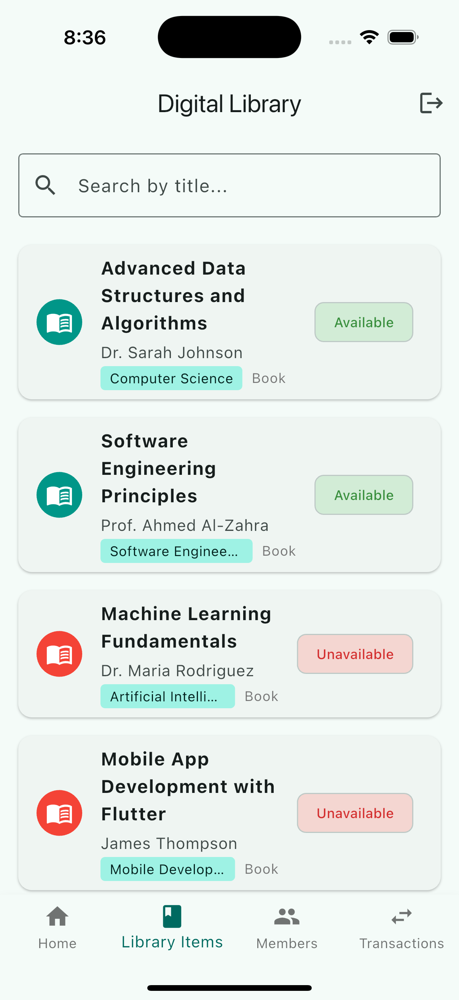 8:36
Digital Library
Search by title...
Advanced Data
Structures and
Algorithms
Available
Dr. Sarah Johnson
Computer Science Book
Software
Engineering
Principles
Available
Prof. Ahmed Al-Zahra
Software Enginee... Book
Machine Learning
Fundamentals
Unavailable
Dr. Maria Rodriguez
Artificial Intelli... Book
Mobile App
Development with
Flutter
Unavailable
James Thompson
Mobile Develop... Book
Home Library Items Members Transactions